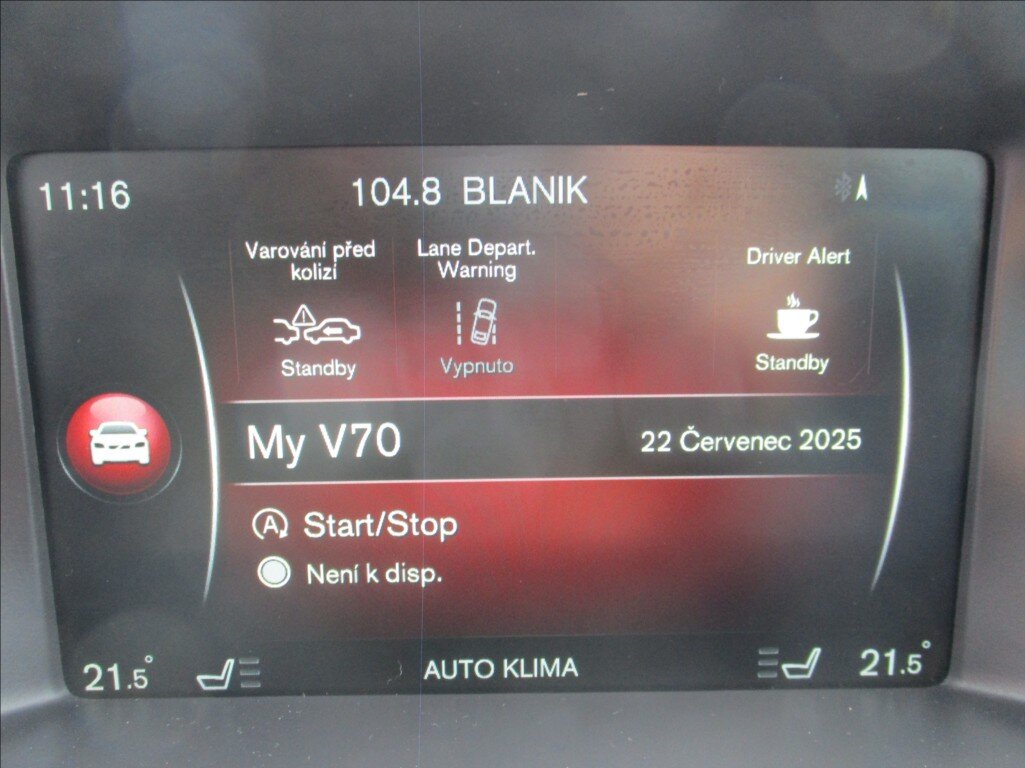 11:16
104.8 BLANIK
Varování před
kolizí
Standby
Lane Depart.
Warning
Vypnuto
Driver Alert
Standby
My V70
22 Červenec 2025
A Start/Stop
Není k disp.
21.5°
AUTO KLIMA
21.5°